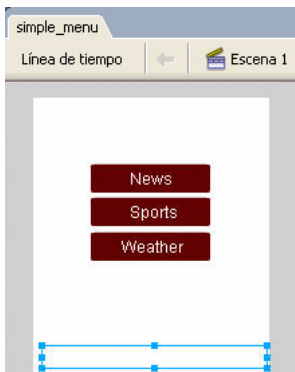 simple_menu
Línea de tiempo Escena 1
News
Sports
Weather